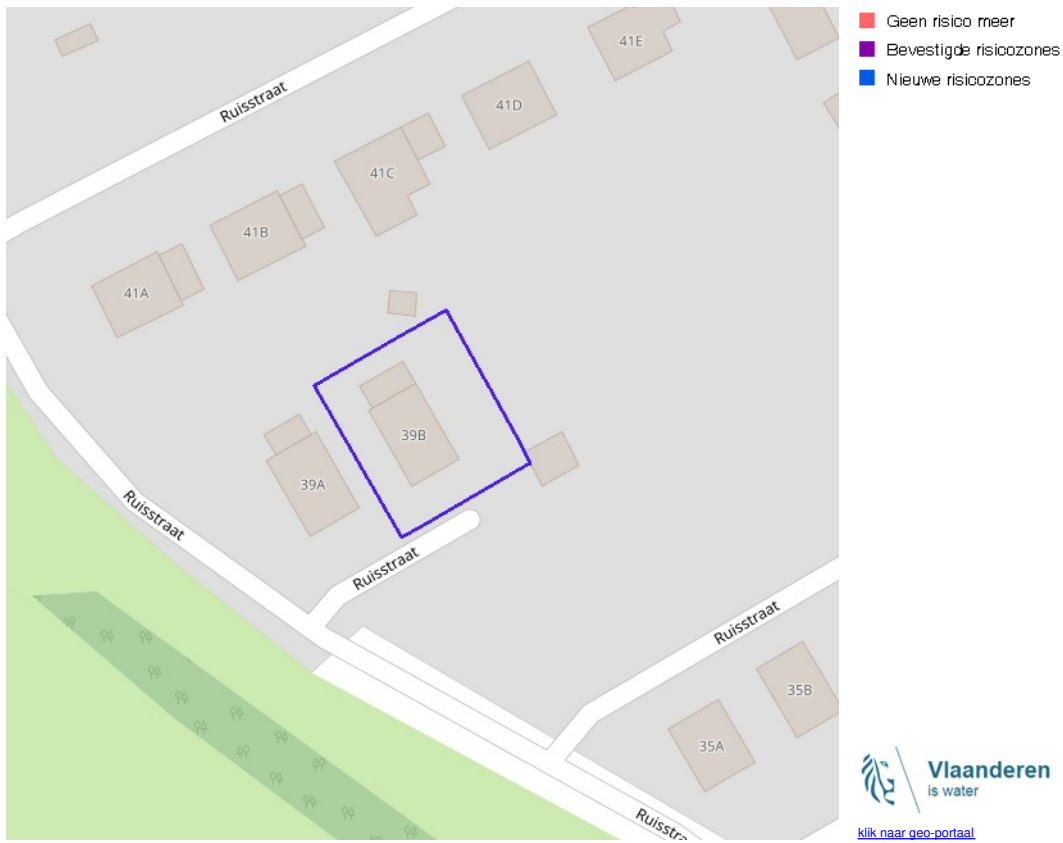 Ruisstraat
41E
41D
41C
41B
41A
39B
39A
Ruisstraat
Ruisstraat
Ruisstraat
35B
35A
Ruisstra
Geen risico meer
Bevestigde risicozones
Nieuwe risicozones
Vlaanderen
is water
klik naar geo-portaal